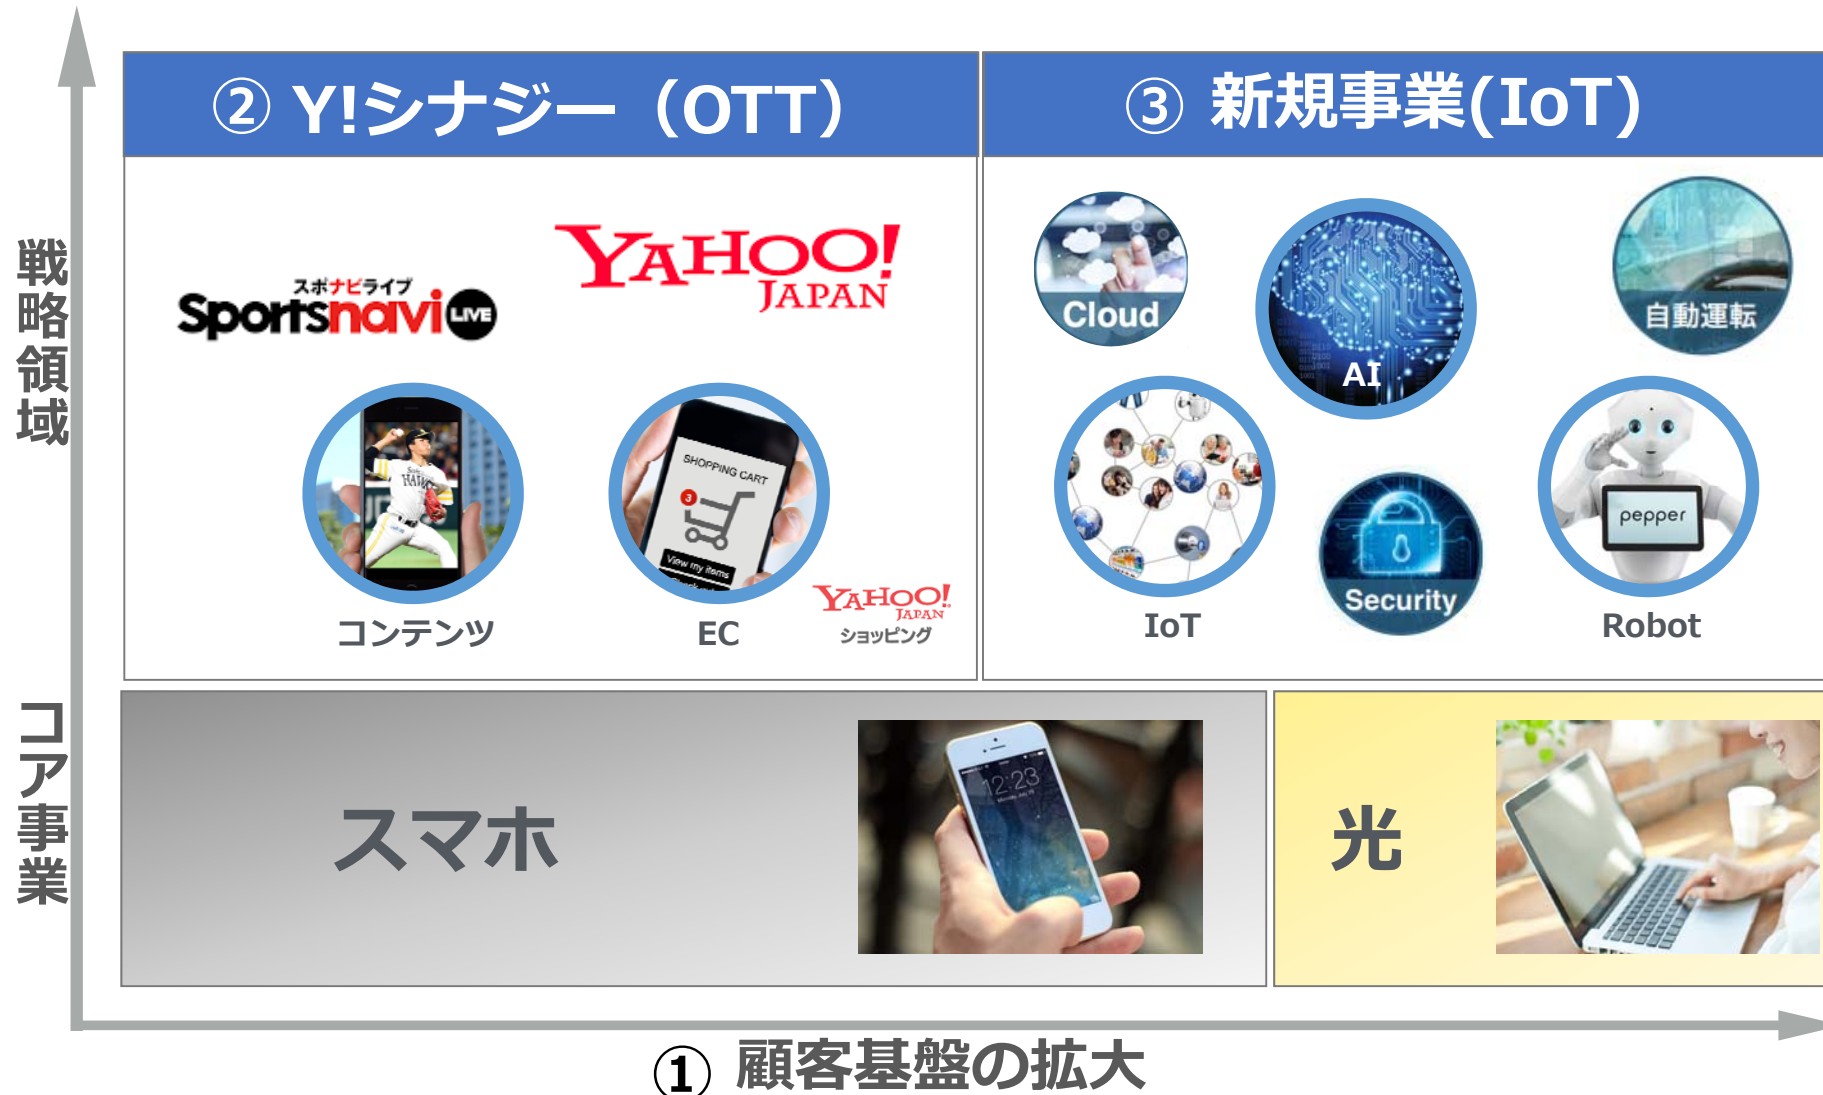 ② Y!シナジー（OTT）
③ 新規事業(IoT)
戦略領域
スポナビライブ
Sportsnavi LIVE
YAHOO!
JAPAN
SHOPPING CART
3
View my items
コンテンツ
EC
YAHOO!
JAPAN
ショッピング
Cloud
AI
自動運転
IoT
Security
pepper
Robot
コア事業
スマホ
12:23
光
① 顧客基盤の拡大